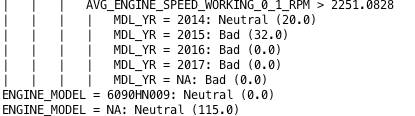 |   |   |   AVG_ENGINE_SPEED_WORKING_0_1_RPM > 2251.0828
|   |   |   |   MDL_YR = 2014: Neutral (20.0)
|   |   |   |   MDL_YR = 2015: Bad (32.0)
|   |   |   |   MDL_YR = 2016: Bad (0.0)
|   |   |   |   MDL_YR = 2017: Bad (0.0)
|   |   |   |   MDL_YR = NA: Bad (0.0)
ENGINE_MODEL = 6090HN009: Neutral (0.0)
ENGINE_MODEL = NA: Neutral (115.0)